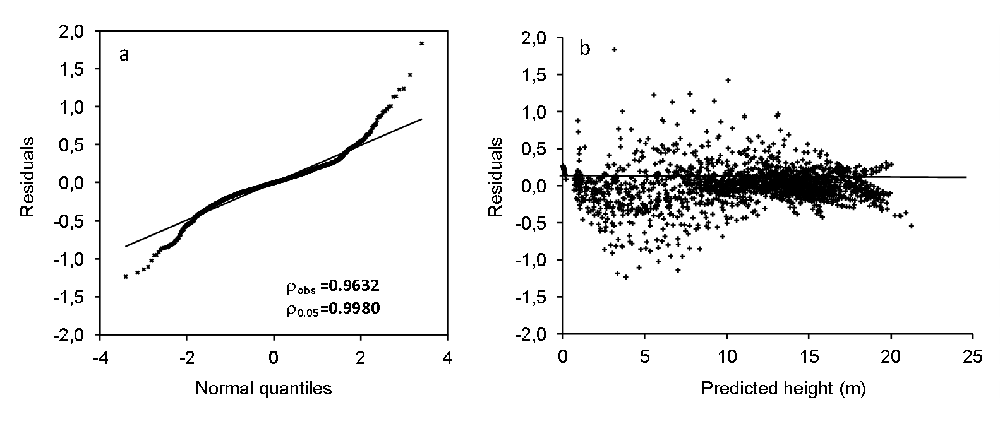 a
2,0
1,5
1,0
0,5
0,0
-0,5
-1,0
-1,5
-2,0
Residuals
ρobs =0.9632
ρ0.05=0.9980
-4 -2 0 2 4
Normal quantiles
b
2,0
1,5
1,0
0,5
0,0
-0,5
-1,0
-1,5
-2,0
Residuals
0 5 10 15 20 25
Predicted height (m)